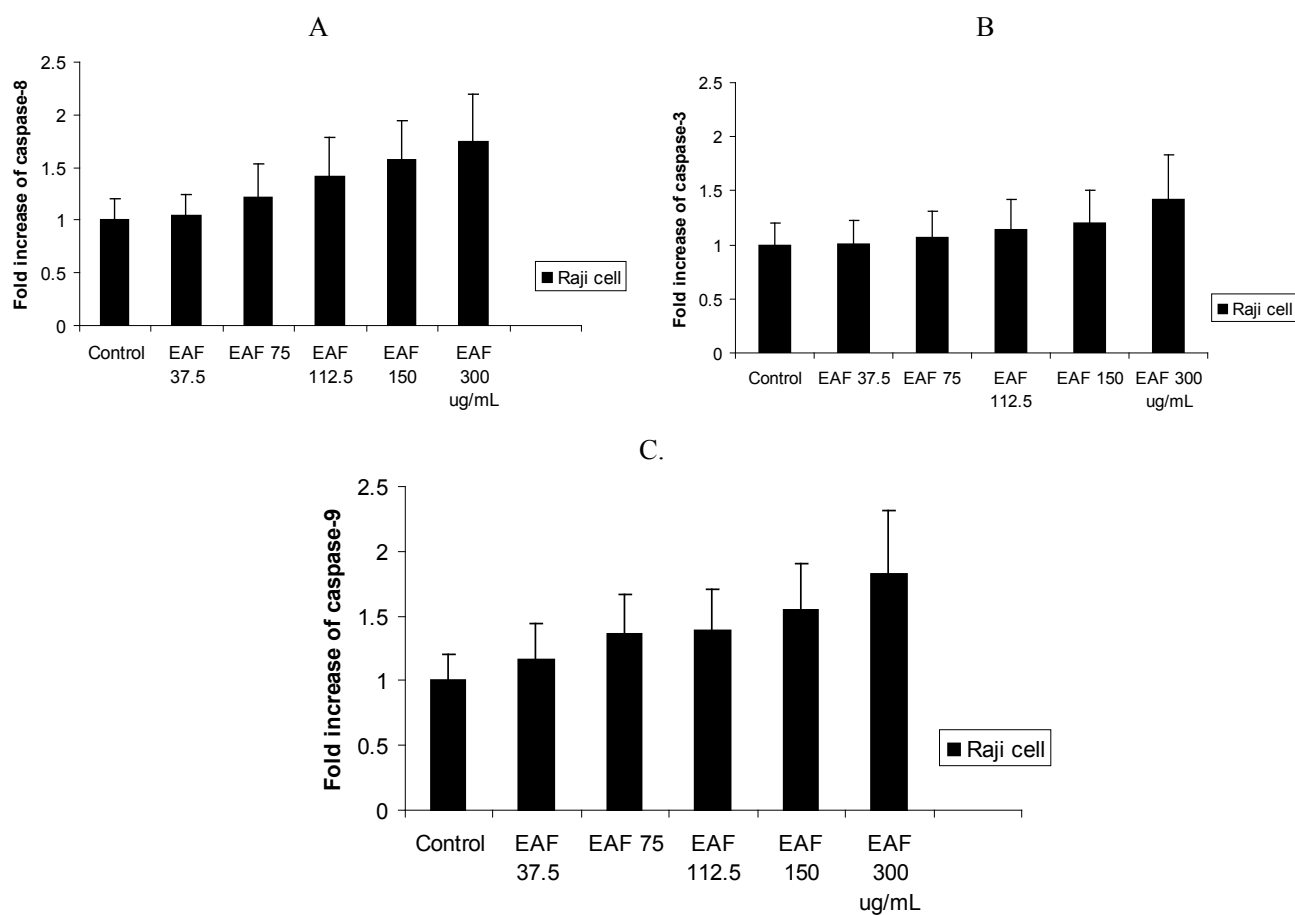 A
Fold increase of caspase-8
2.5
2
1.5
1
0.5
0
Control
EAF
37.5
EAF 75
EAF
112.5
EAF
150
EAF
300
ug/mL
Raji cell
B
Fold increase of caspase-3
2.5
2
1.5
1
0.5
0
Control
EAF 37.5
EAF 75
EAF
112.5
EAF 150
EAF 300
ug/mL
Raji cell
C.
Fold increase of caspase-9
2.5
2
1.5
1
0.5
0
Control
EAF
37.5
EAF 75
EAF
112.5
EAF
150
EAF
300
ug/mL
Raji cell